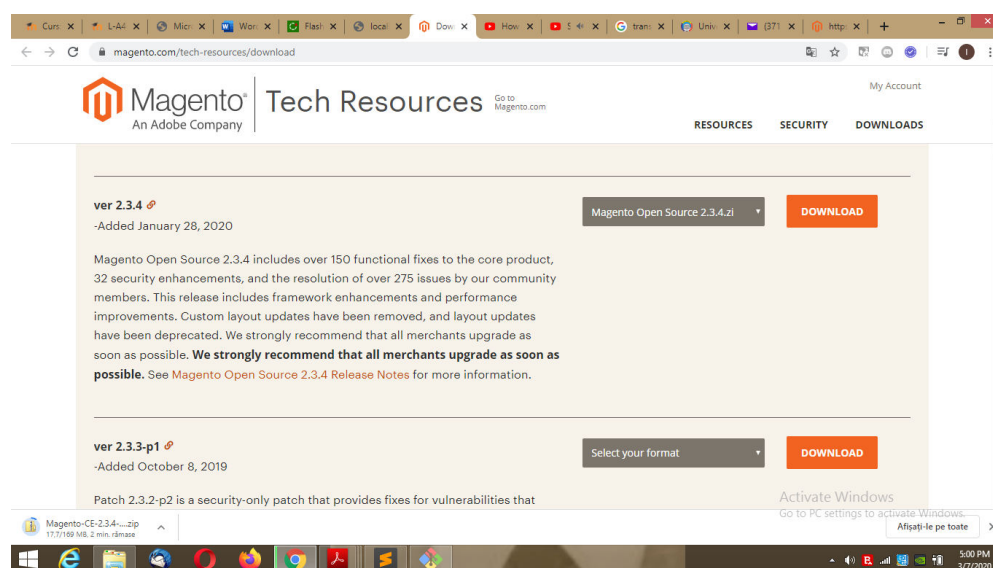 Curs
L-A4
Micr
Wor
Flash
local
Dow
How
5
trans
Univ
(371
http
magento.com/tech-resources/download
Magento®
An Adobe Company
Tech Resources
Go to
Magento.com
My Account
RESOURCES SECURITY DOWNLOADS
ver 2.3.4
-Added January 28, 2020
Magento Open Source 2.3.4.zi
DOWNLOAD
Magento Open Source 2.3.4 includes over 150 functional fixes to the core product,
32 security enhancements, and the resolution of over 275 issues by our community
members. This release includes framework enhancements and performance
improvements. Custom layout updates have been removed, and layout updates
have been deprecated. We strongly recommend that all merchants upgrade as
soon as possible. We strongly recommend that all merchants upgrade as soon as
possible. See Magento Open Source 2.3.4 Release Notes for more information.
ver 2.3.3-p1
-Added October 8, 2019
Select your format
DOWNLOAD
Patch 2.3.2-p2 is a security-only patch that provides fixes for vulnerabilities that
Activate Windows
Go to PC settings to activate Windows.
Magento-CE-2.3.4-....zip
17,7/169 MB, 2 min. rămase
Afișați-le pe toate
5:00 PM
3/7/2020